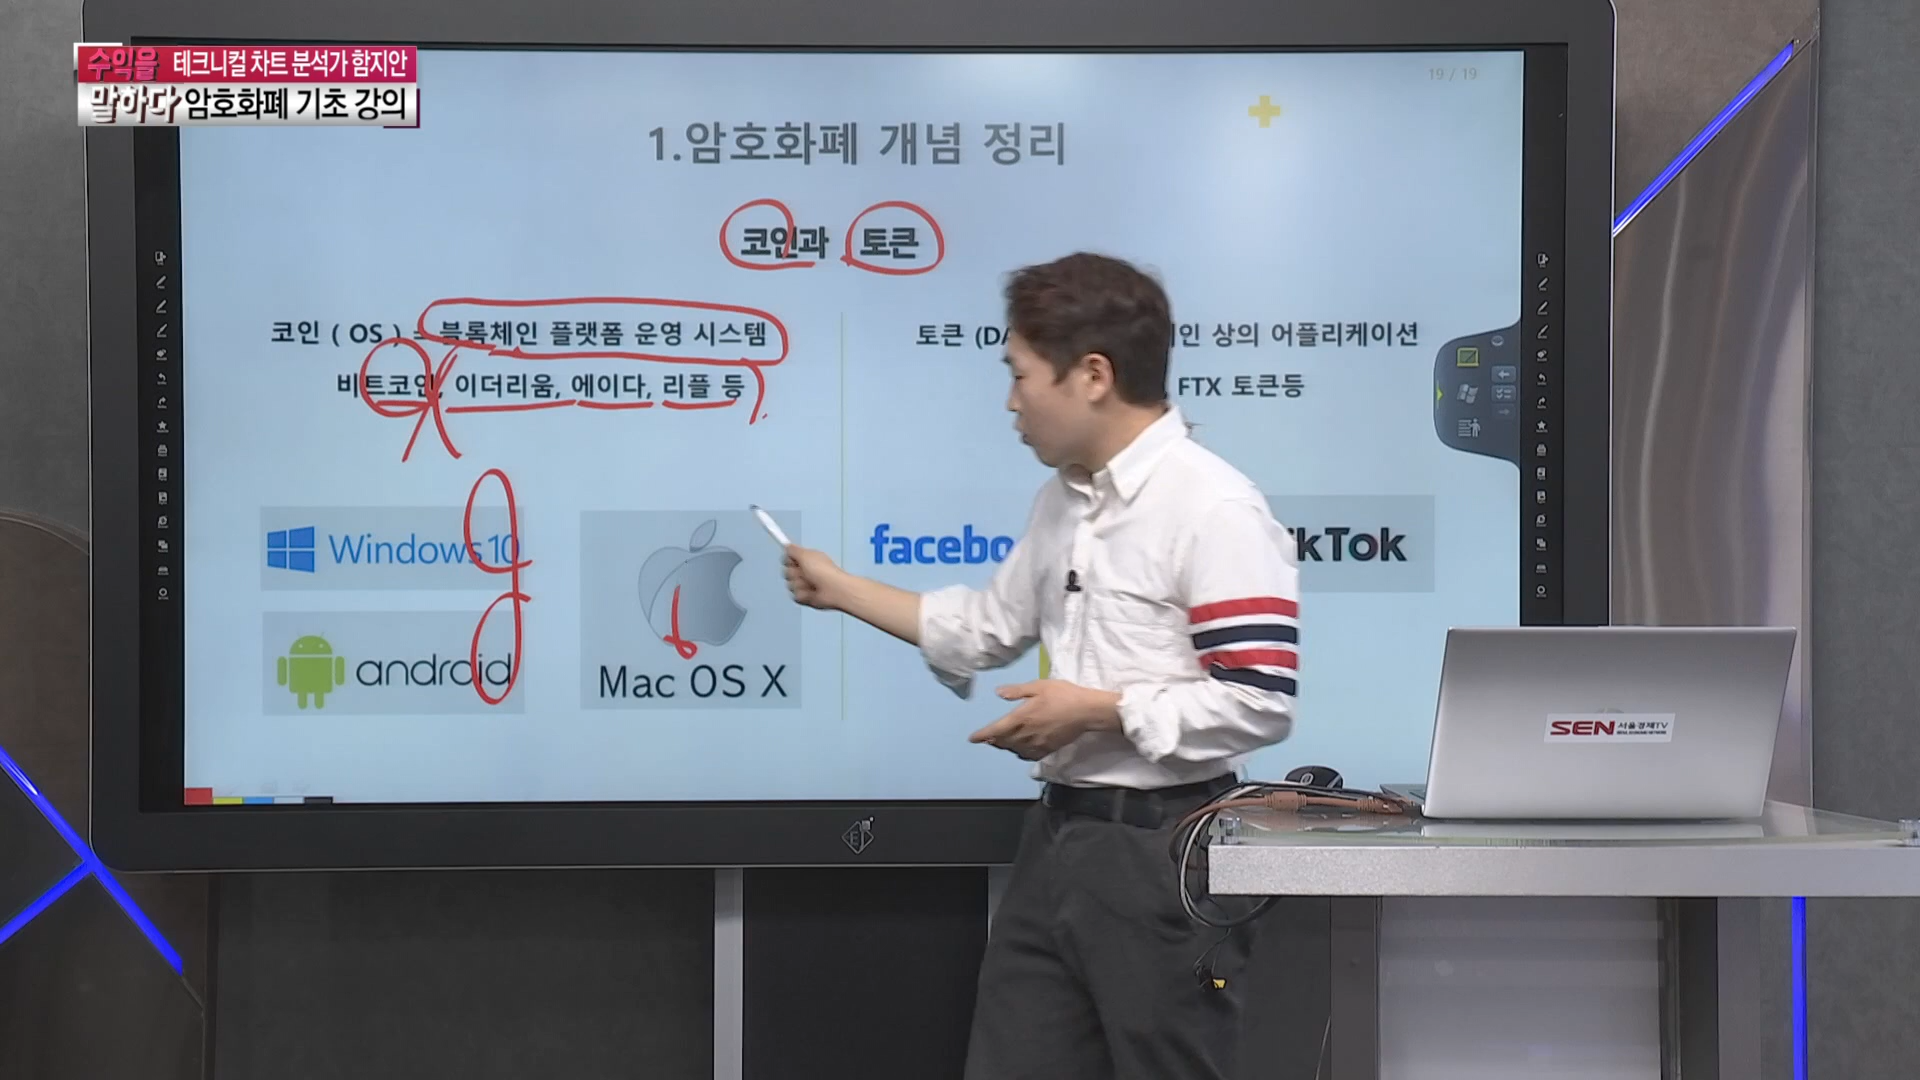 수익을 말하다
테크니컬 차트 분석가 함지안
암호화폐 기초 강의
19 / 19
1.암호화폐 개념 정리
코인과 토큰
코인 ( OS ) = 블록체인 플랫폼 운영 시스템
비트코인, 이더리움, 에이다, 리플 등
토큰 (DA
인 상의 어플리케이션
FTX 토큰등
Windows 10
android
Mac OS X
facebo
kTok
SEN 서울경제TV